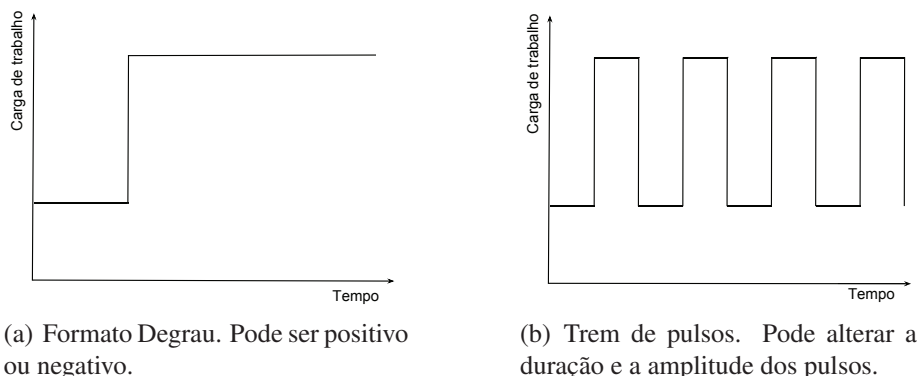 Carga de trabalho
Tempo
(a) Formato Degrau. Pode ser positivo
ou negativo.
Carga de trabalho
Tempo
(b) Trem de pulsos. Pode alterar a
duração e a amplitude dos pulsos.